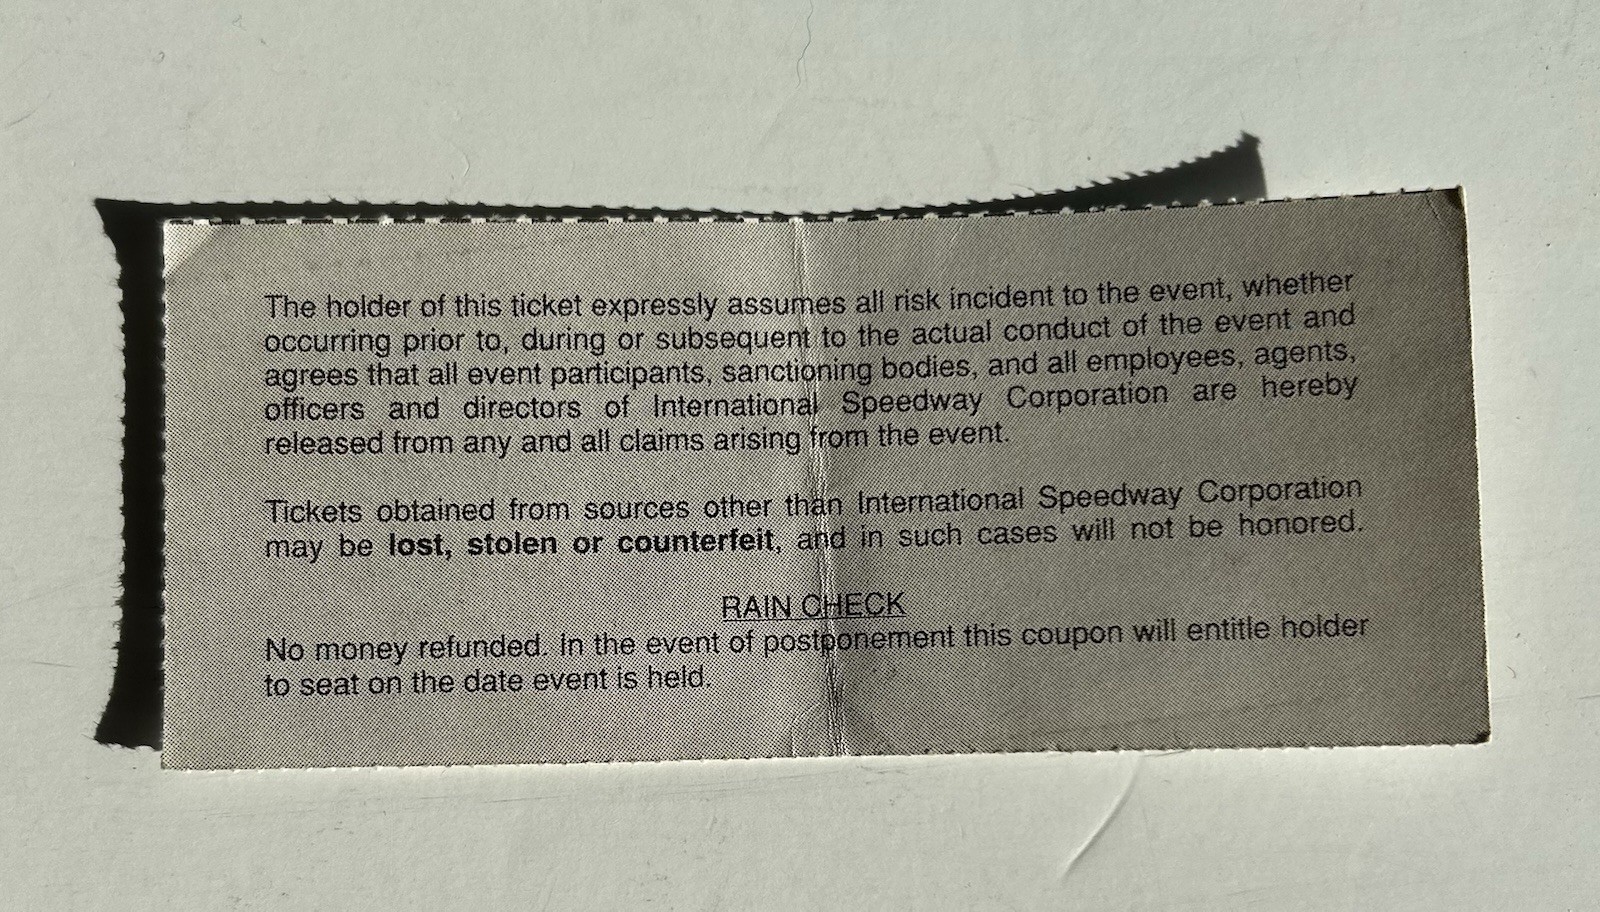 The holder of this ticket expressly assumes all risk incident to the event, whether
occurring prior to, during or subsequent to the actual conduct of the event and
agrees that all event participants, sanctioning bodies, and all employees, agents,
officers and directors of International Speedway Corporation are hereby
released from any and all claims arising from the event.
Tickets obtained from sources other than International Speedway Corporation
may be lost, stolen or counterfeit, and in such cases will not be honored.
RAIN CHECK
No money refunded. In the event of postponement this coupon will entitle holder
to seat on the date event is held.